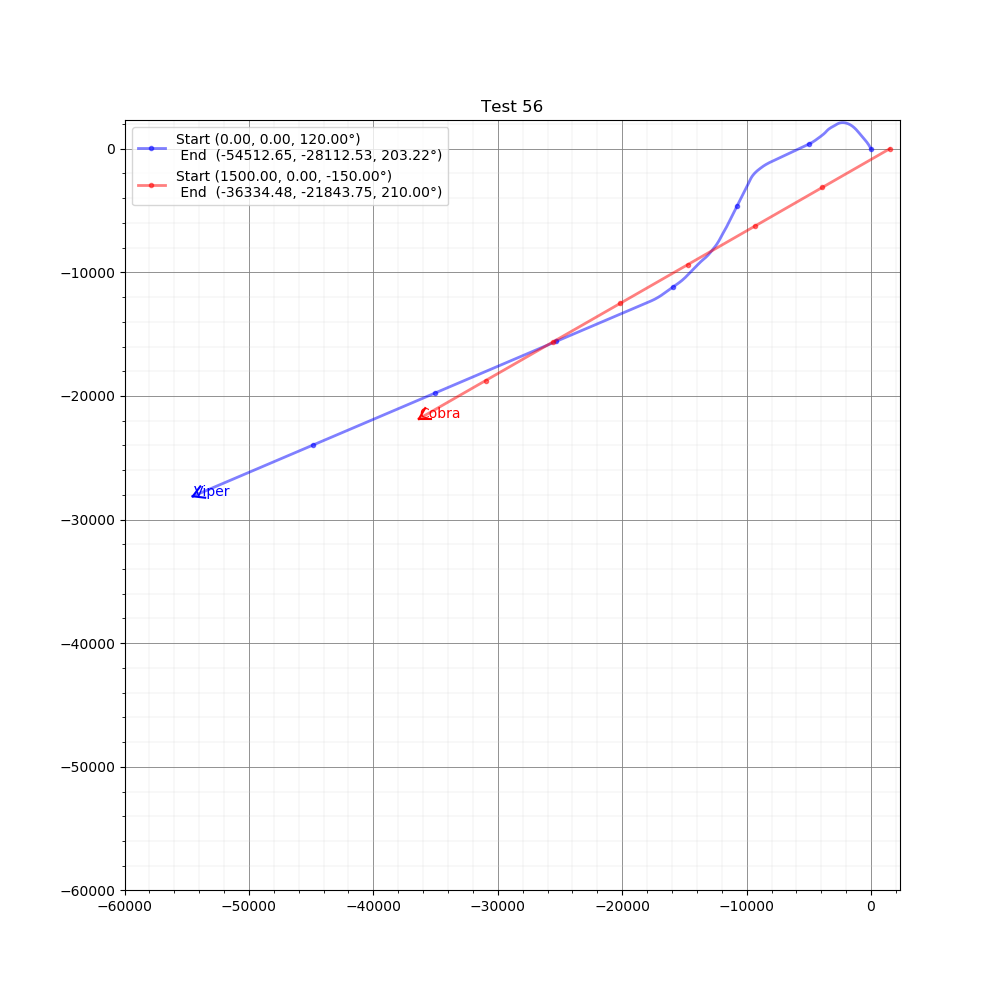 Test 56
Start (0.00, 0.00, 120.00°)
End (-54512.65, -28112.53, 203.22°)
Start (1500.00, 0.00, -150.00°)
End (-36334.48, -21843.75, 210.00°)
0
−10000
−20000
−30000
−40000
−50000
−60000
Cobra
Viper
−60000 −50000 −40000 −30000 −20000 −10000 0